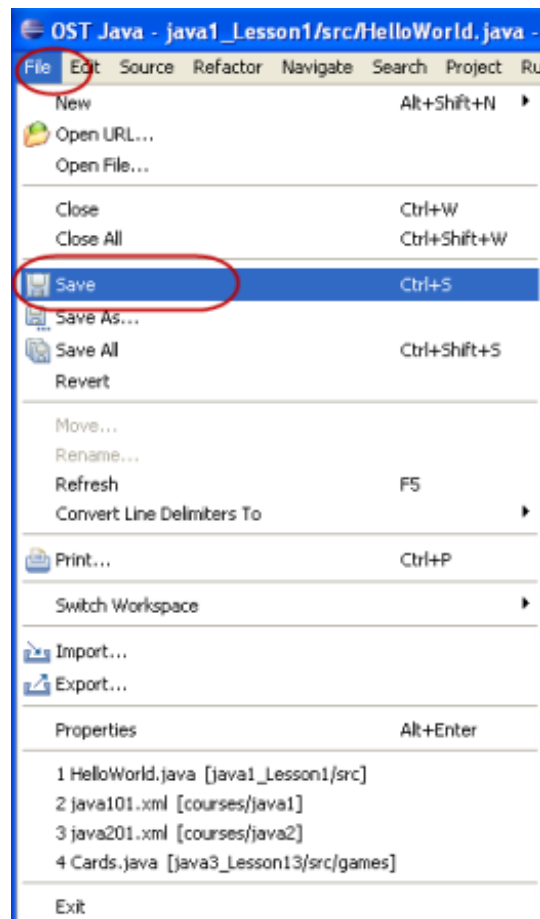 OST Java - java1_Lesson1/src/HelloWorld.java -
File Edit Source Refactor Navigate Search Project Ru
New Alt+Shift+N
Open URL...
Open File...
Close Ctrl+W
Close All Ctrl+Shift+W
Save Ctrl+S
Save As...
Save All Ctrl+Shift+S
Revert
Move...
Rename...
Refresh F5
Convert Line Delimiters To
Print... Ctrl+P
Switch Workspace
Import...
Export...
Properties Alt+Enter
1 HelloWorld.java [java1_Lesson1/src]
2 java101.xml [courses/java1]
3 java201.xml [courses/java2]
4 Cards.java [java3_Lesson13/src/games]
Exit